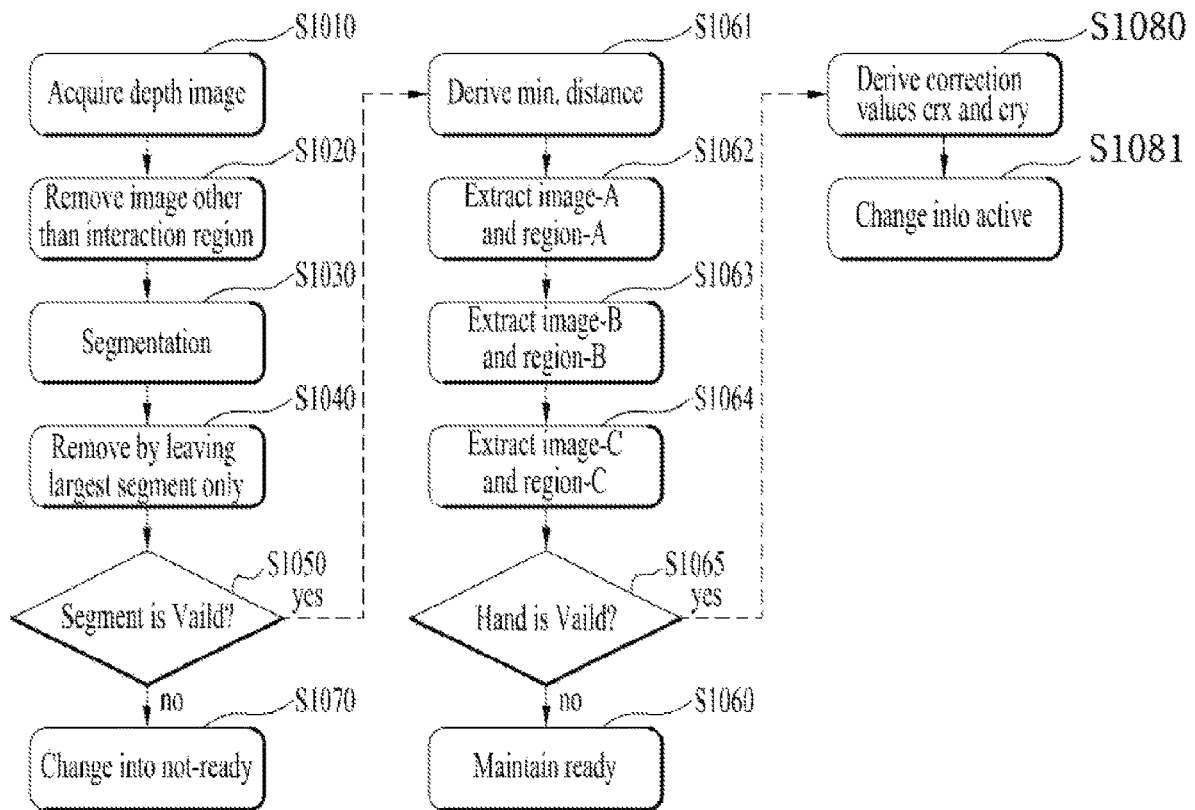 S1010
Acquire depth image
S1020
Remove image other
than interaction region
S1030
Segmentation
S1040
Remove by leaving
largest segment only
S1050
Segment is Vaild?
yes
no
S1070
Change into not-ready
S1061
Derive min. distance
S1062
Extract image-A
and region-A
S1063
Extract image-B
and region-B
S1064
Extract image-C
and region-C
S1065
Hand is Vaild?
yes
no
S1060
Maintain ready
S1080
Derive correction
values crx and cry
S1081
Change into active